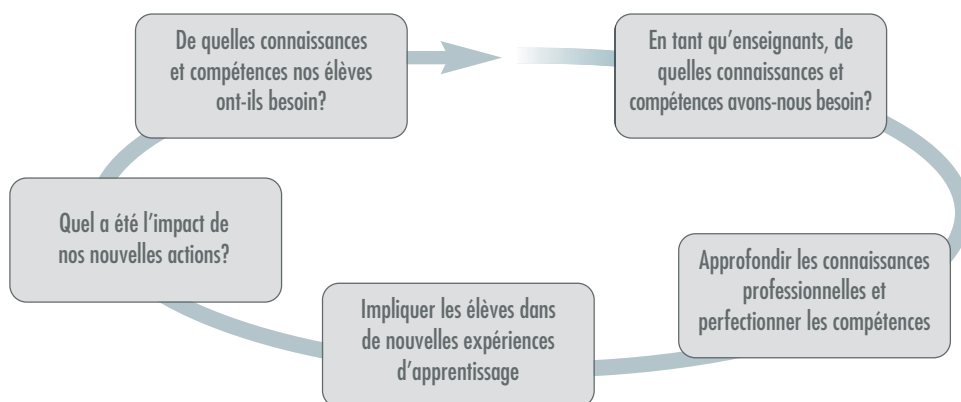 De quelles connaissances
et compétences nos élèves
ont-ils besoin?
En tant qu’enseignants, de
quelles connaissances et
compétences avons-nous besoin?
Approfondir les connaissances
professionnelles et
perfectionner les compétences
Impliquer les élèves dans
de nouvelles expériences
d’apprentissage
Quel a été l’impact de
nos nouvelles actions?